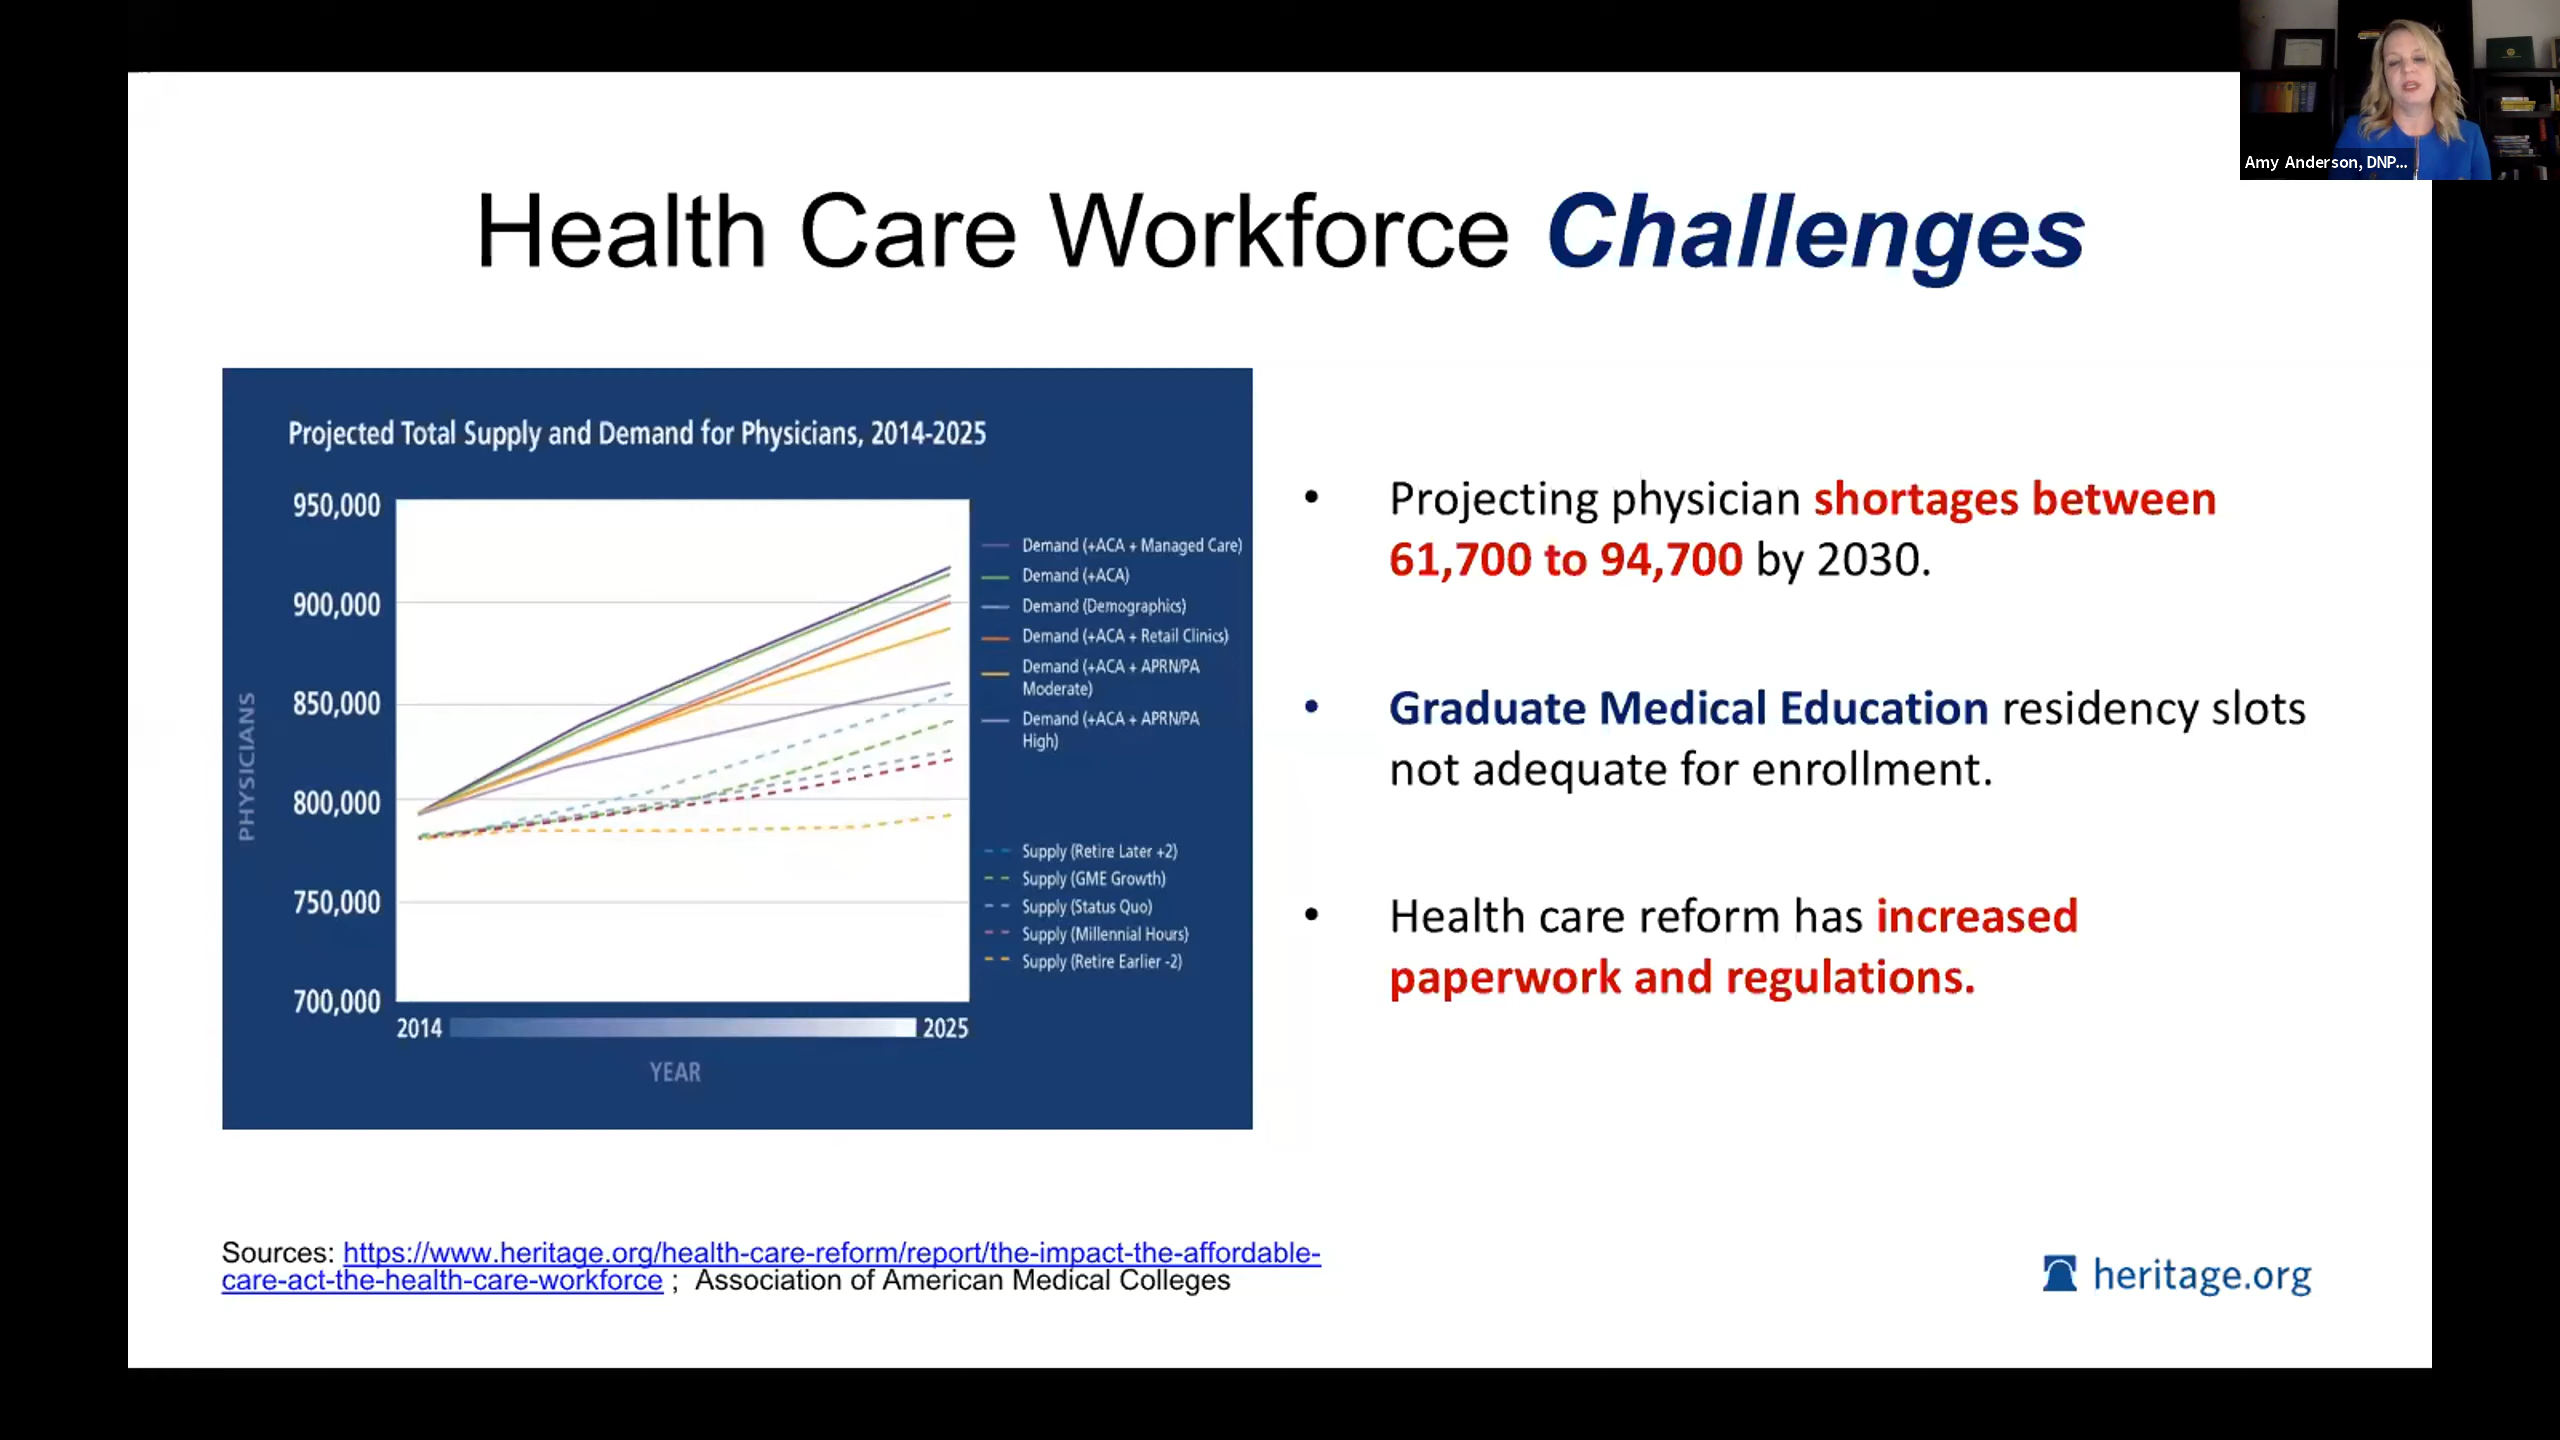 Amy Anderson, DNP...
Health Care Workforce Challenges
Projected Total Supply and Demand for Physicians, 2014-2025
950,000
900,000
850,000
800,000
750,000
700,000
PHYSICIANS
2014
2025
YEAR
Demand (+ACA + Managed Care)
Demand (+ACA)
Demand (Demographics)
Demand (+ACA + Retail Clinics)
Demand (+ACA + APRN/PA
Moderate)
Demand (+ACA + APRN/PA
High)
Supply (Retire Later +2)
Supply (GME Growth)
Supply (Status Quo)
Supply (Millennial Hours)
Supply (Retire Earlier -2)
• Projecting physician shortages between
61,700 to 94,700 by 2030.
• Graduate Medical Education residency slots
not adequate for enrollment.
• Health care reform has increased
paperwork and regulations.
Sources: https://www.heritage.org/health-care-reform/report/the-impact-the-affordable-
care-act-the-health-care-workforce ; Association of American Medical Colleges
heritage.org